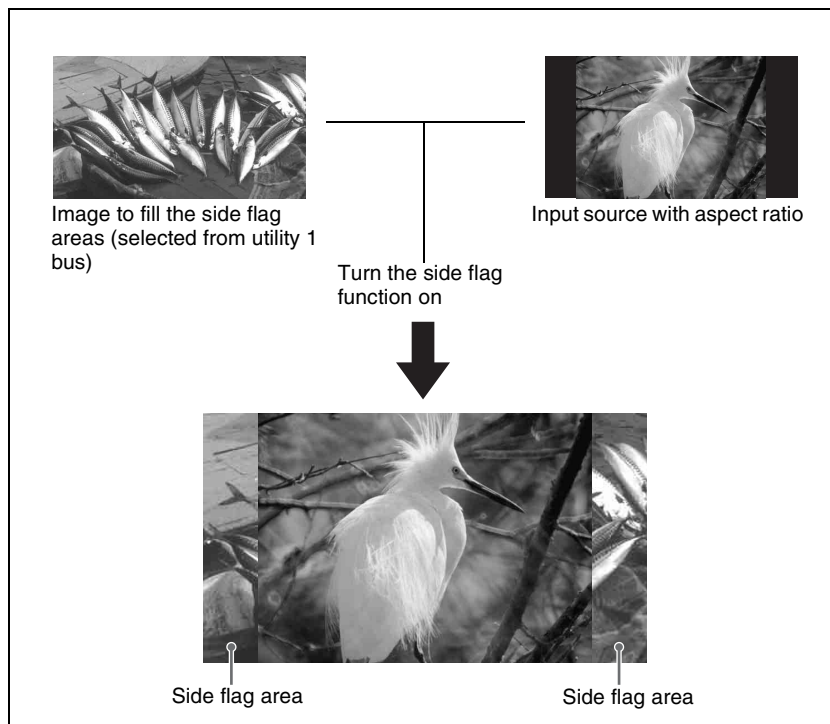 Image to fill the side flag
areas (selected from utility 1
bus)
Input source with aspect ratio
Turn the side flag
function on
Side flag area
Side flag area